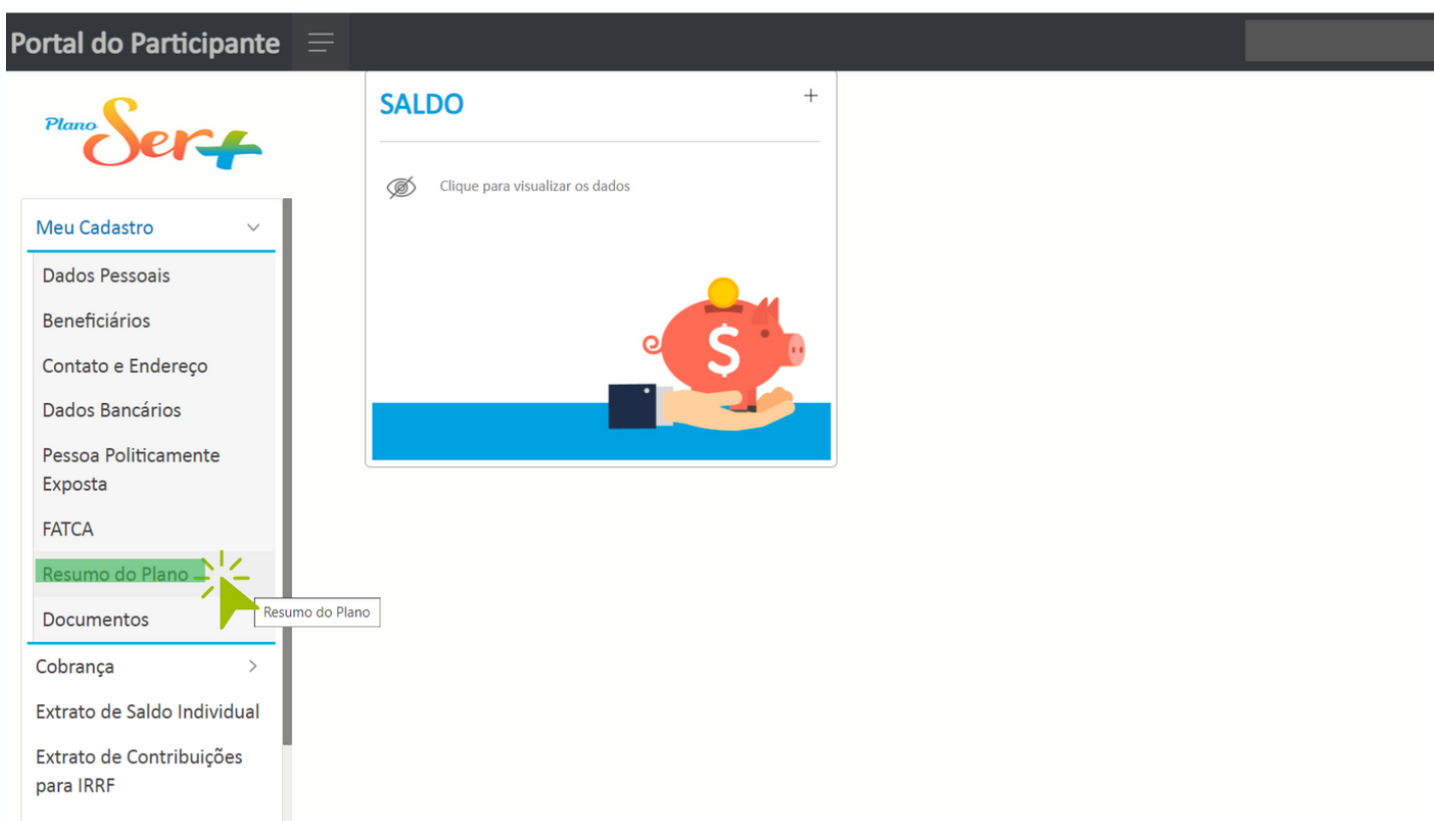 Portal do Participante
Plano Ser+
SALDO
Clique para visualizar os dados
$
Meu Cadastro
Dados Pessoais
Beneficiários
Contato e Endereço
Dados Bancários
Pessoa Politicamente
Exposta
FATCA
Resumo do Plano
Resumo do Plano
Documentos
Cobrança
Extrato de Saldo Individual
Extrato de Contribuições
para IRRF